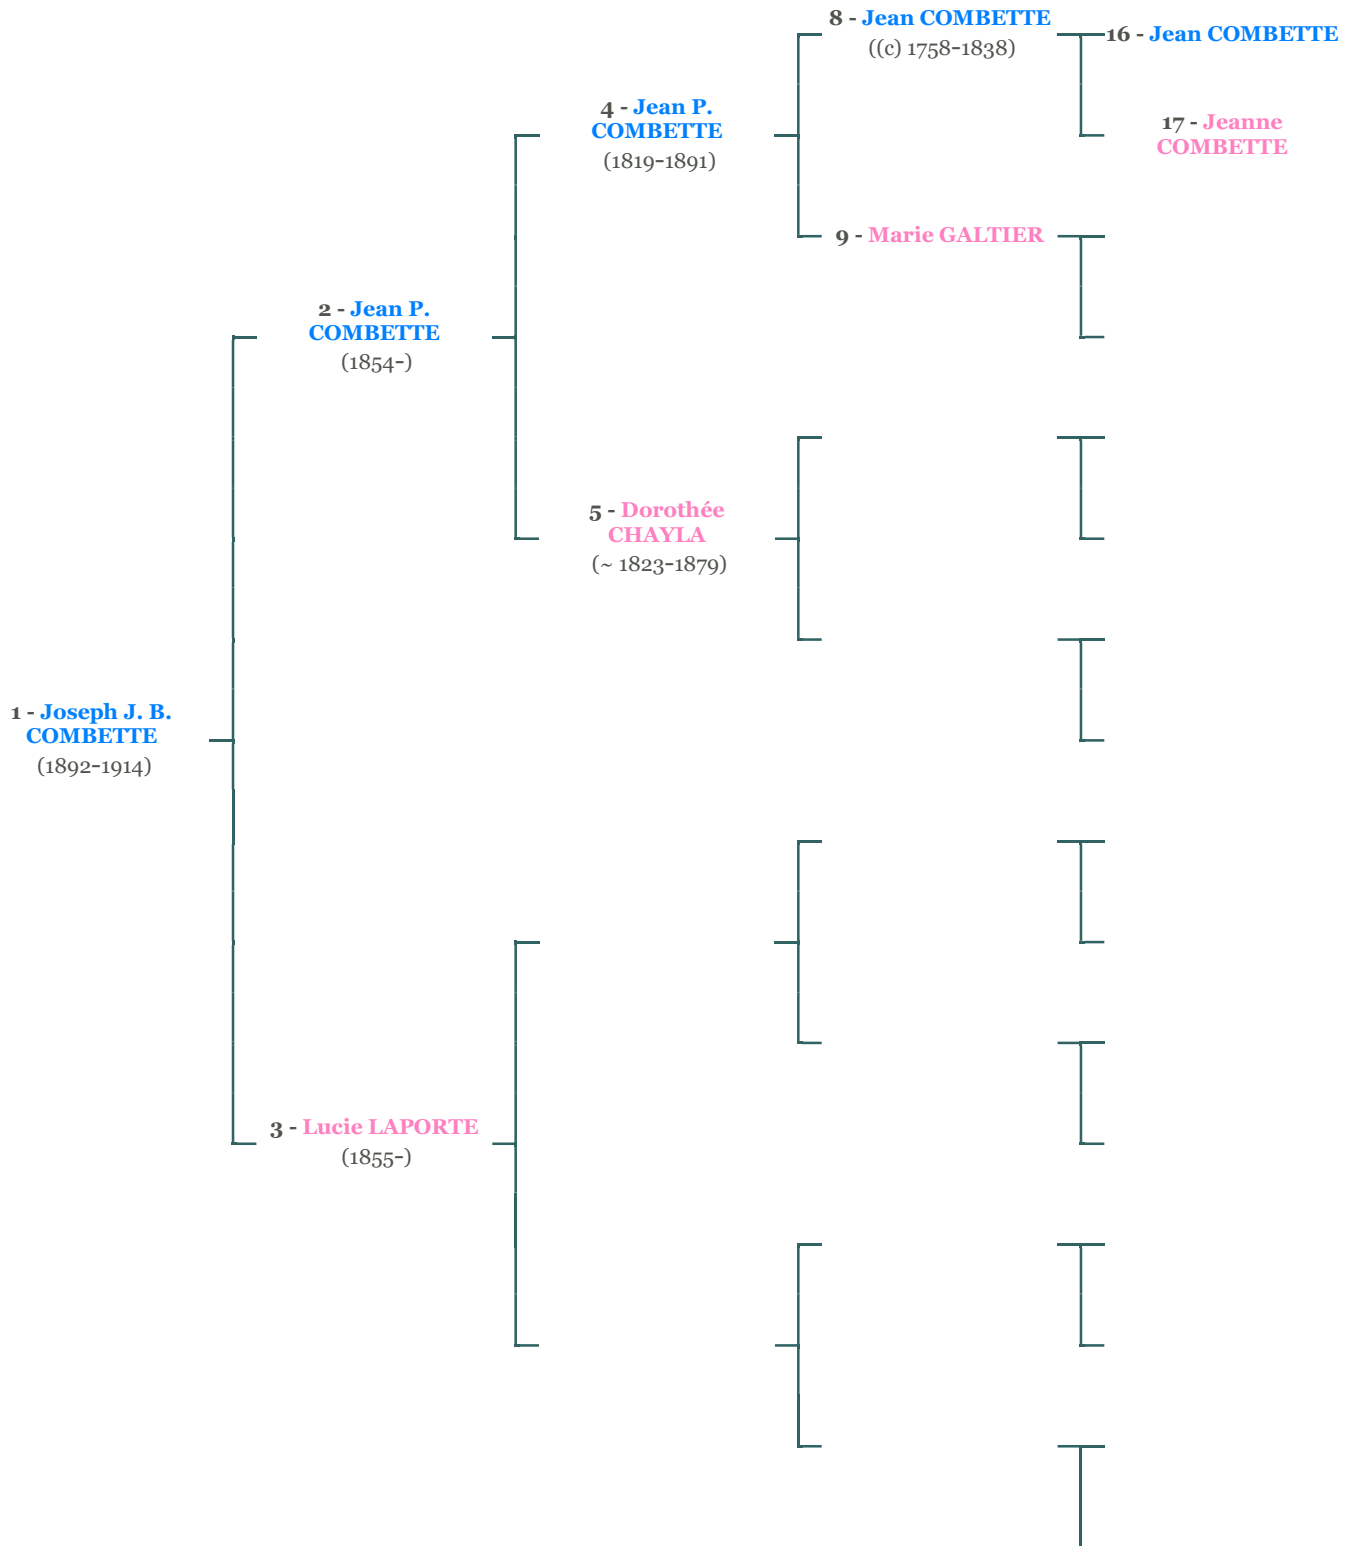 8 - Jean COMBETTE
((c) 1758-1838)
16 - Jean COMBETTE
4 - Jean P.
COMBETTE
(1819-1891)
17 - Jeanne
COMBETTE
9 - Marie GALTIER
2 - Jean P.
COMBETTE
(1854-)
5 - Dorothée
CHAYLA
(~ 1823-1879)
1 - Joseph J. B.
COMBETTE
(1892-1914)
3 - Lucie LAPORTE
(1855-)